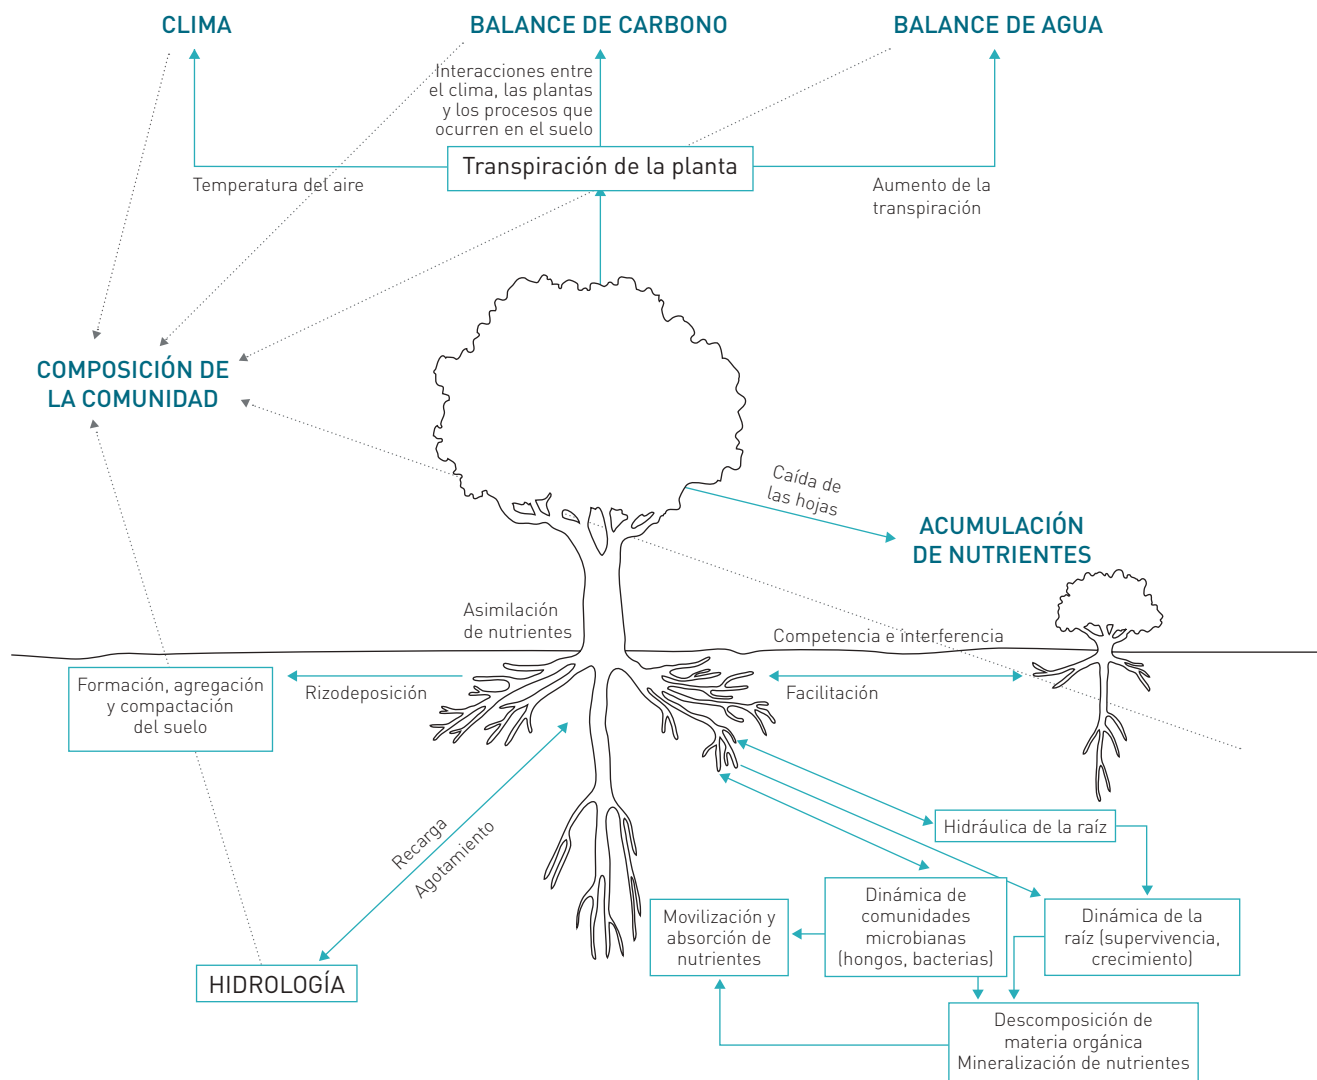 CLIMA
BALANCE DE CARBONO
BALANCE DE AGUA
Interacciones entre
el clima, las plantas
y los procesos que
ocurren en el suelo
Transpiración de la planta
Temperatura del aire
Aumento de la
transpiración
COMPOSICIÓN DE
LA COMUNIDAD
Caída de
las hojas
ACUMULACIÓN
DE NUTRIENTES
Asimilación
de nutrientes
Competencia e interferencia
Formación, agregación
y compactación
del suelo
Rizodeposición
Facilitación
Recarga
Agotamiento
Hidráulica de la raíz
Dinámica de
comunidades
microbianas
(hongos, bacterias)
Movilización y
absorción de
nutrientes
Dinámica de la
raíz (supervivencia,
crecimiento)
HIDROLOGÍA
Descomposición de
materia orgánica
Mineralización de nutrientes